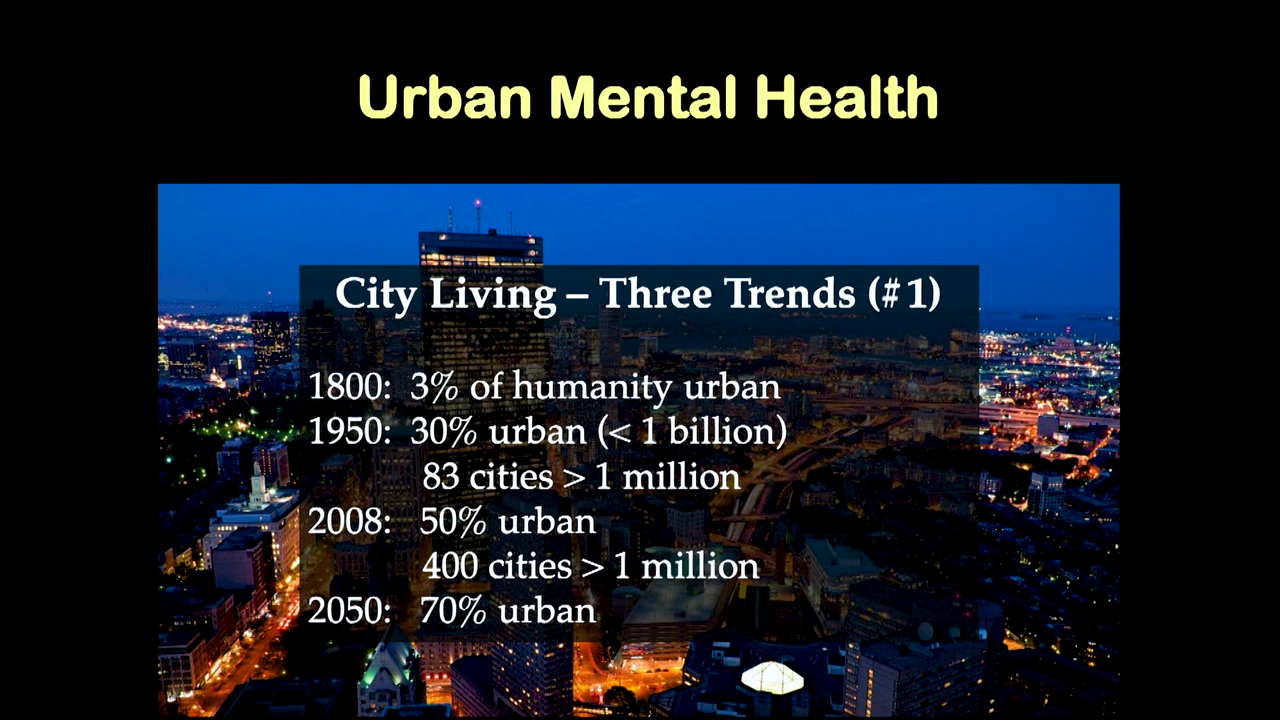 Urban Mental Health
City Living – Three Trends (#1)
1800: 3% of humanity urban
1950: 30% urban (< 1 billion)
83 cities > 1 million
2008: 50% urban
400 cities > 1 million
2050: 70% urban